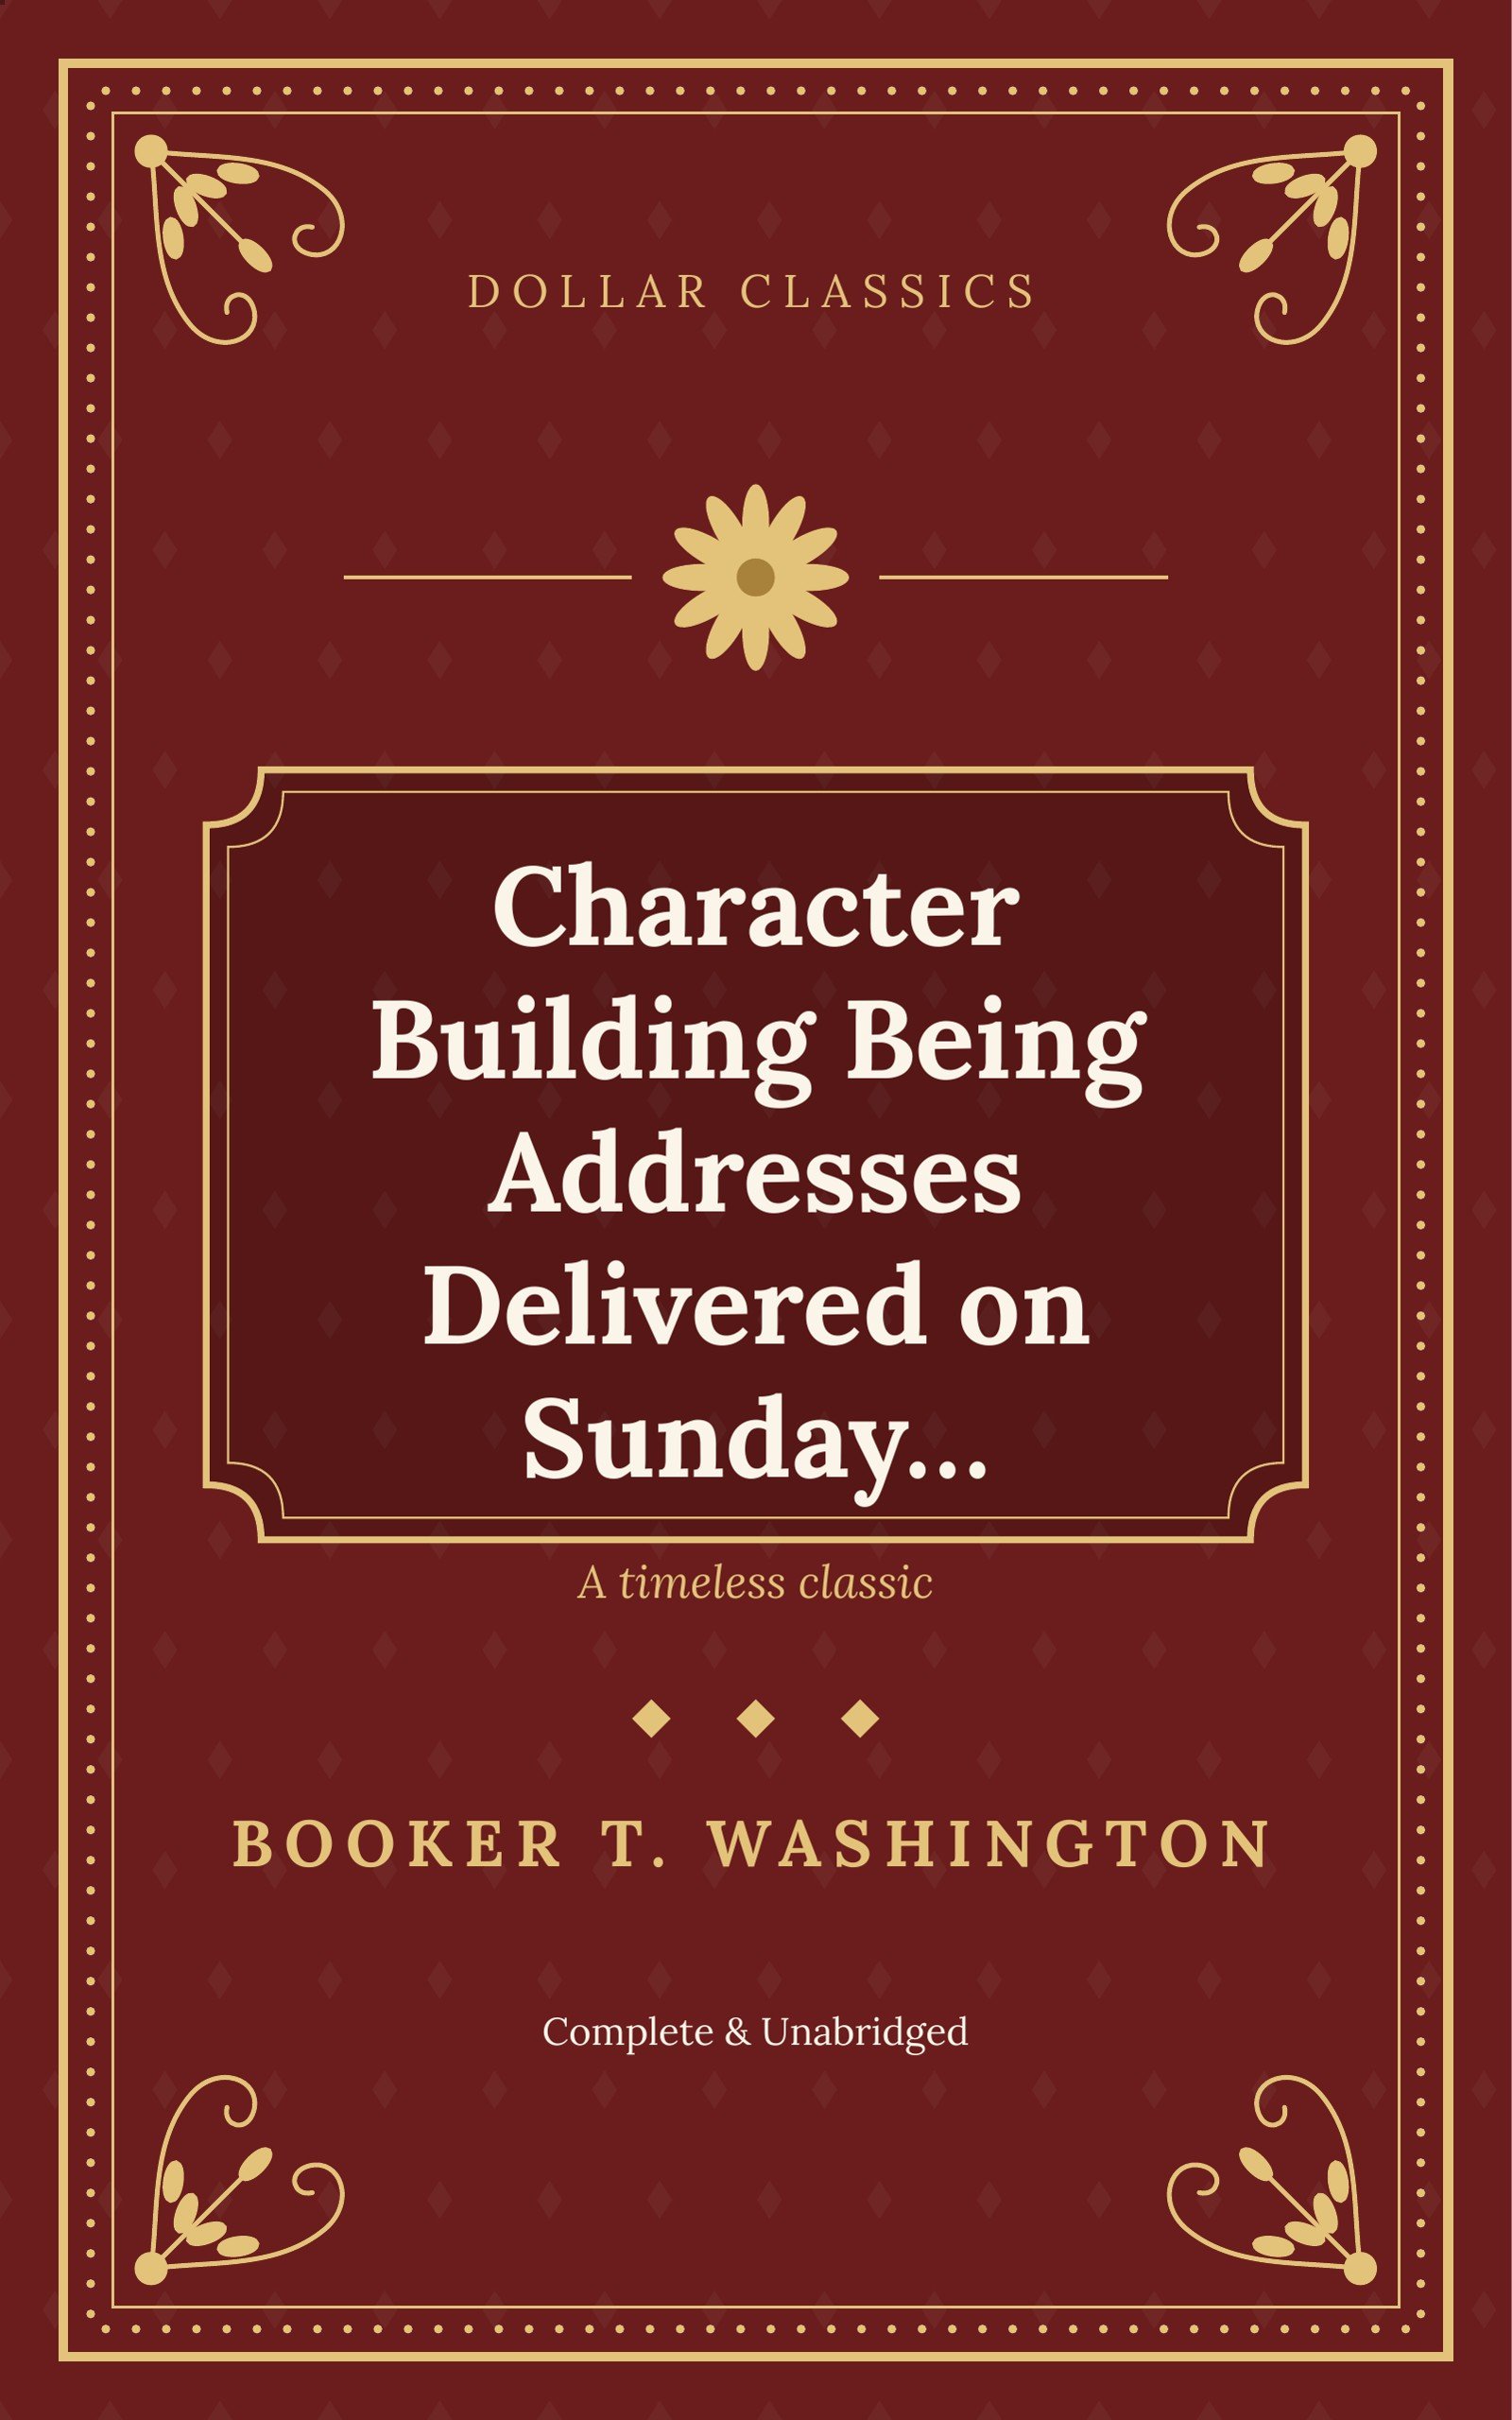 DOLLAR CLASSICS
Character
Building Being
Addresses
Delivered on
Sunday...
A timeless classic
BOOKER T. WASHINGTON
Complete & Unabridged